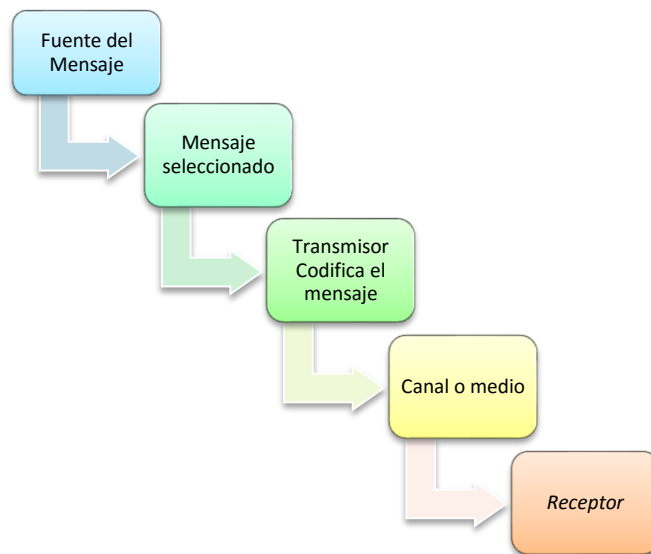 Fuente del
Mensaje
Mensaje
seleccionado
Transmisor
Codifica el
mensaje
Canal o medio
Receptor